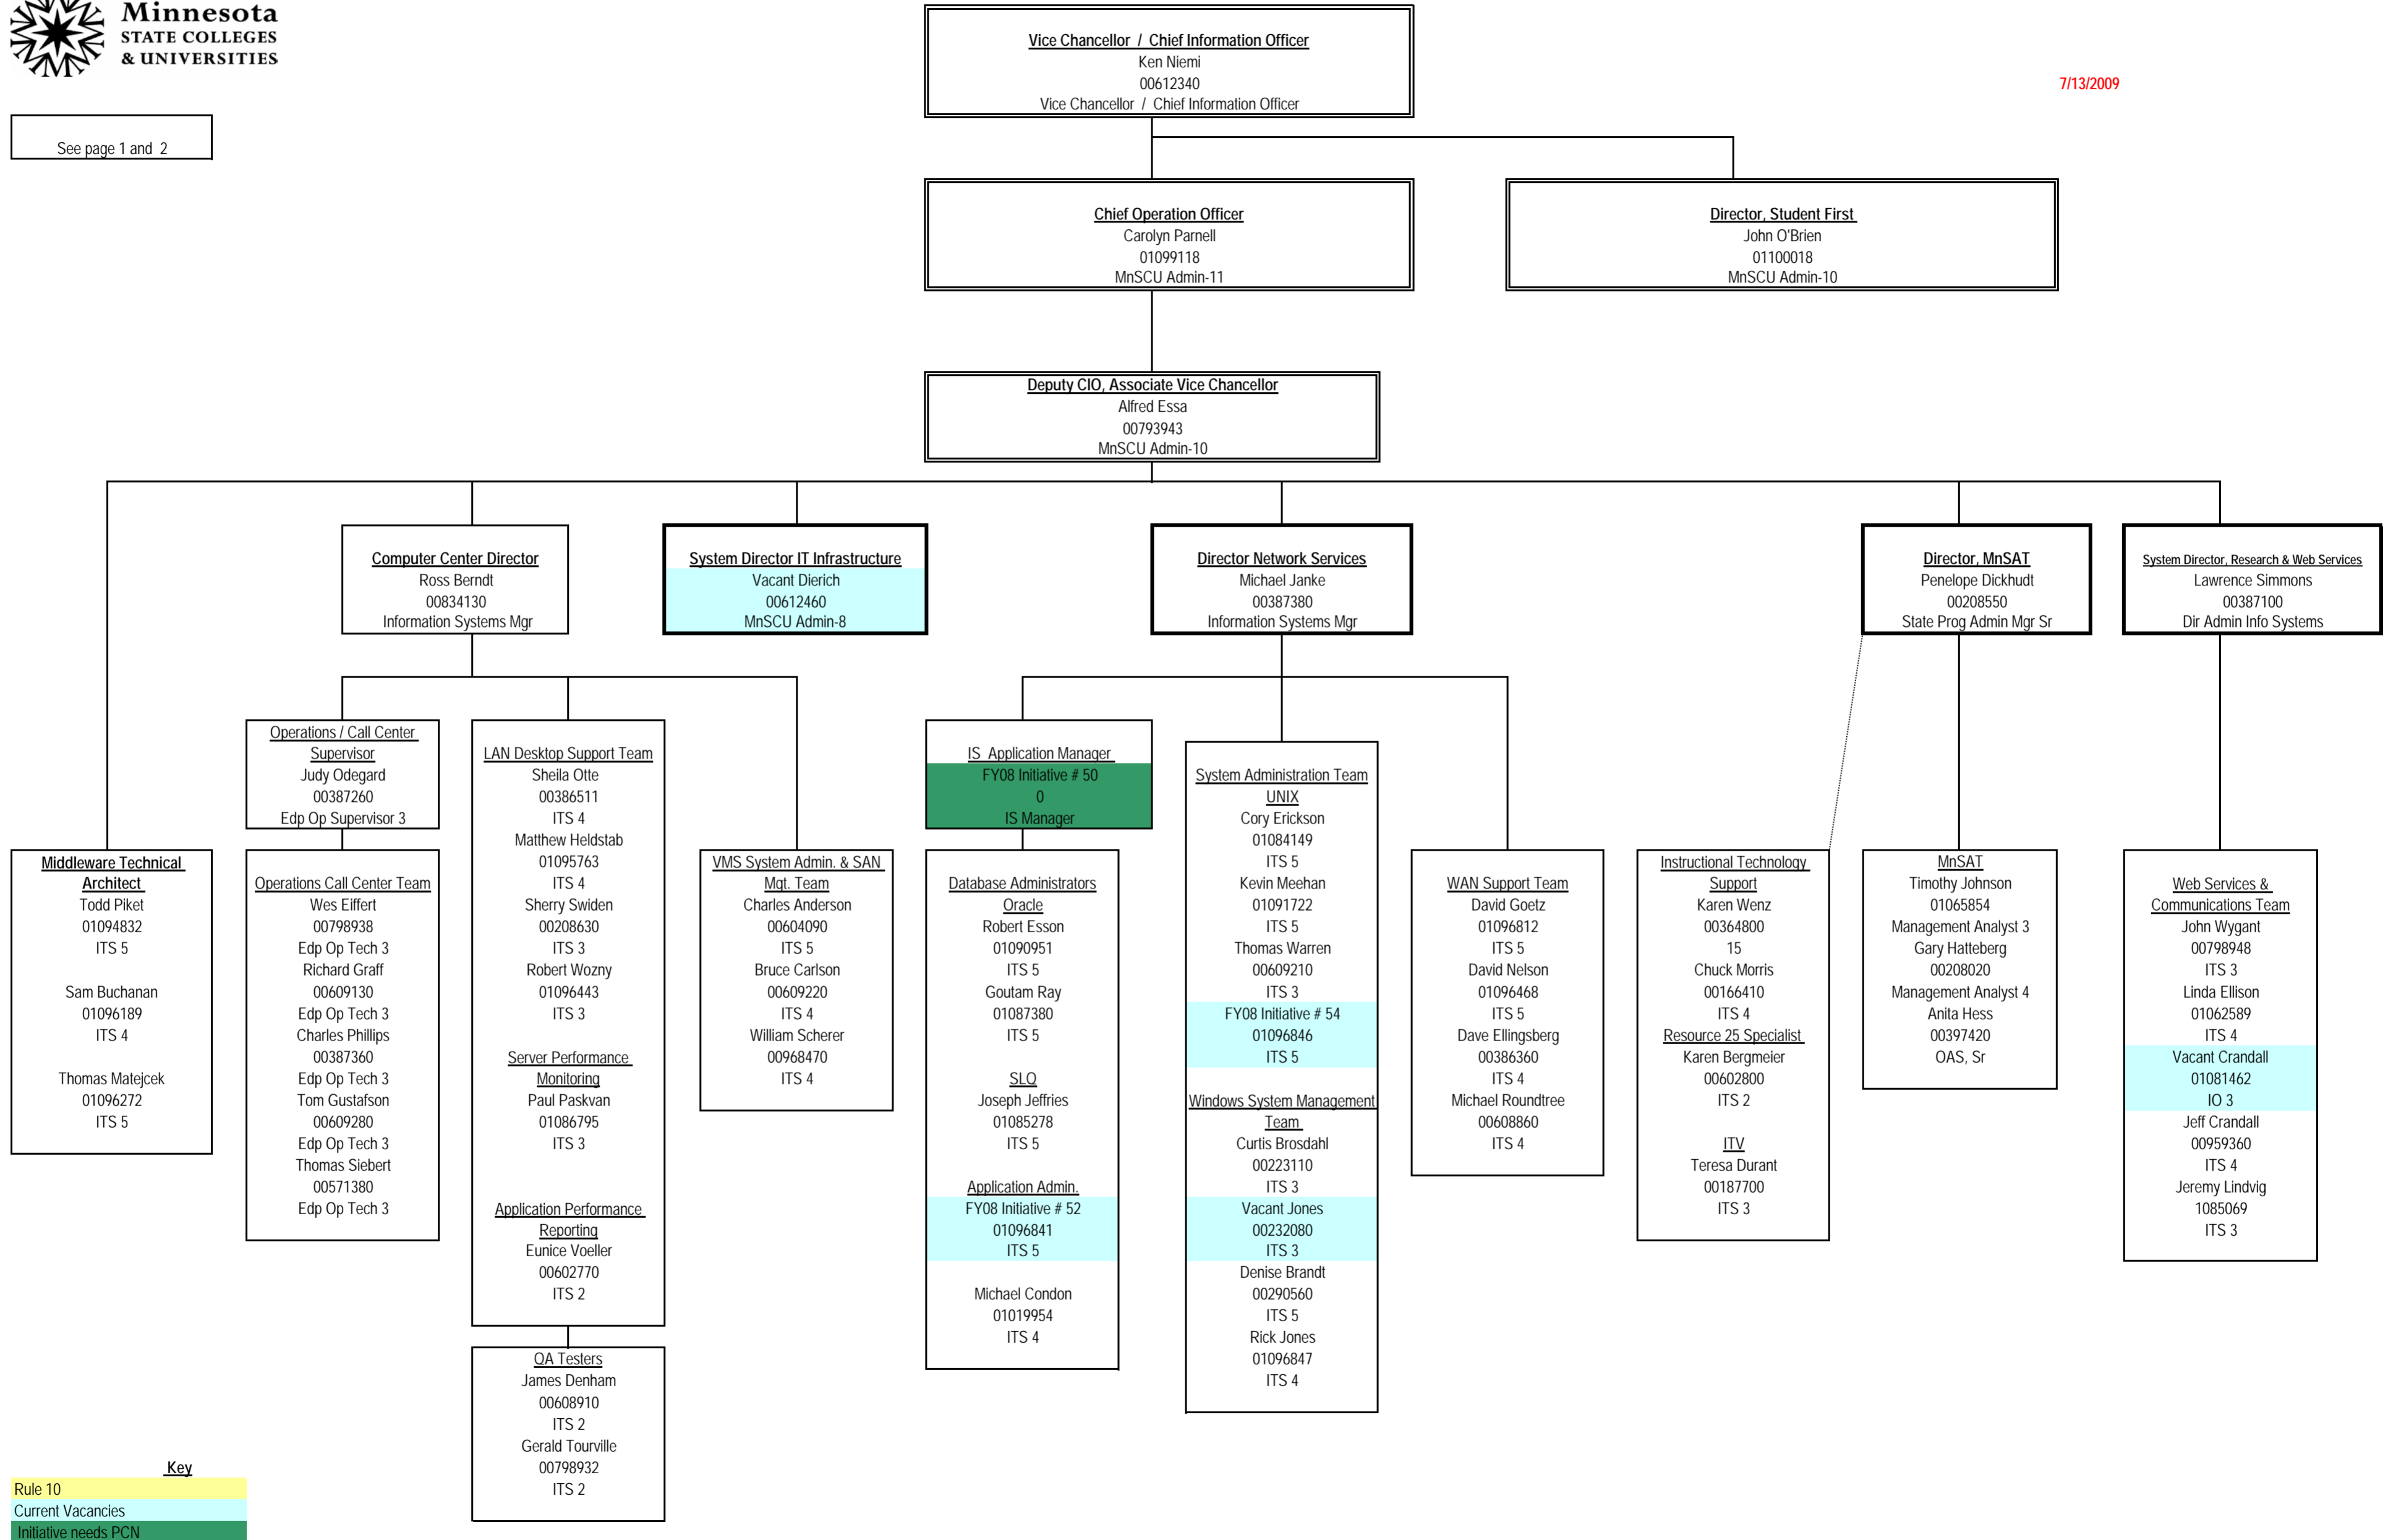 Minnesota
STATE COLLEGES
& UNIVERSITIES
7/13/2009
See page 1 and 2
Vice Chancellor / Chief Information Officer
Ken Niemi
00612340
Vice Chancellor / Chief Information Officer
Chief Operation Officer
Carolyn Parnell
01099118
MnSCU Admin-11
Director, Student First
John O'Brien
01100018
MnSCU Admin-10
Deputy CIO, Associate Vice Chancellor
Alfred Essa
00793943
MnSCU Admin-10
Computer Center Director
Ross Berndt
00834130
Information Systems Mgr
System Director IT Infrastructure
Vacant Dierich
00612460
MnSCU Admin-8
Director Network Services
Michael Janke
00387380
Information Systems Mgr
Director, MnSAT
Penelope Dickhudt
00208550
State Prog Admin Mgr Sr
System Director, Research & Web Services
Lawrence Simmons
00387100
Dir Admin Info Systems
Middleware Technical
Architect
Todd Piket
01094832
ITS 5
Sam Buchanan
01096189
ITS 4
Thomas Matejcek
01096272
ITS 5
Operations / Call Center
Supervisor
Judy Odegard
00387260
Edp Op Supervisor 3
Operations Call Center Team
Wes Eiffert
00798938
Edp Op Tech 3
Richard Graff
00609130
Edp Op Tech 3
Charles Phillips
00387360
Edp Op Tech 3
Tom Gustafson
00609280
Edp Op Tech 3
Thomas Siebert
00571380
Edp Op Tech 3
LAN Desktop Support Team
Sheila Otte
00386511
ITS 4
Matthew Heldstab
01095763
ITS 4
Sherry Swiden
00208630
ITS 3
Robert Wozny
01096443
ITS 3
Server Performance
Monitoring
Paul Paskvan
01086795
ITS 3
Application Performance
Reporting
Eunice Voeller
00602770
ITS 2
QA Testers
James Denham
00608910
ITS 2
Gerald Tourville
00798932
ITS 2
VMS System Admin. & SAN
Mgt. Team
Charles Anderson
00604090
ITS 5
Bruce Carlson
00609220
ITS 4
William Scherer
00968470
ITS 4
IS Application Manager
FY08 Initiative # 50
0
IS Manager
Database Administrators
Oracle
Robert Esson
01090951
ITS 5
Goutam Ray
01087380
ITS 5
SLQ
Joseph Jeffries
01085278
ITS 5
Application Admin.
FY08 Initiative # 52
01096841
ITS 5
Michael Condon
01019954
ITS 4
System Administration Team
UNIX
Cory Erickson
01084149
ITS 5
Kevin Meehan
01091722
ITS 5
Thomas Warren
00609210
ITS 3
FY08 Initiative # 54
01096846
ITS 5
Windows System Management
Team
Curtis Brosdahl
00223110
ITS 3
Vacant Jones
00232080
ITS 3
Denise Brandt
00290560
ITS 5
Rick Jones
01096847
ITS 4
WAN Support Team
David Goetz
01096812
ITS 5
David Nelson
01096468
ITS 5
Dave Ellingsberg
00386360
ITS 4
Michael Roundtree
00608860
ITS 4
Instructional Technology
Support
Karen Wenz
00364800
15
Chuck Morris
00166410
ITS 4
Resource 25 Specialist
Karen Bergmeier
00602800
ITS 2
ITV
Teresa Durant
00187700
ITS 3
MnSAT
Timothy Johnson
01065854
Management Analyst 3
Gary Hatteberg
00208020
Management Analyst 4
Anita Hess
00397420
OAS, Sr
Web Services &
Communications Team
John Wygant
00798948
ITS 3
Linda Ellison
01062589
ITS 4
Vacant Crandall
01081462
IO 3
Jeff Crandall
00959360
ITS 4
Jeremy Lindvig
1085069
ITS 3
Key
Rule 10
Current Vacancies
Initiative needs PCN